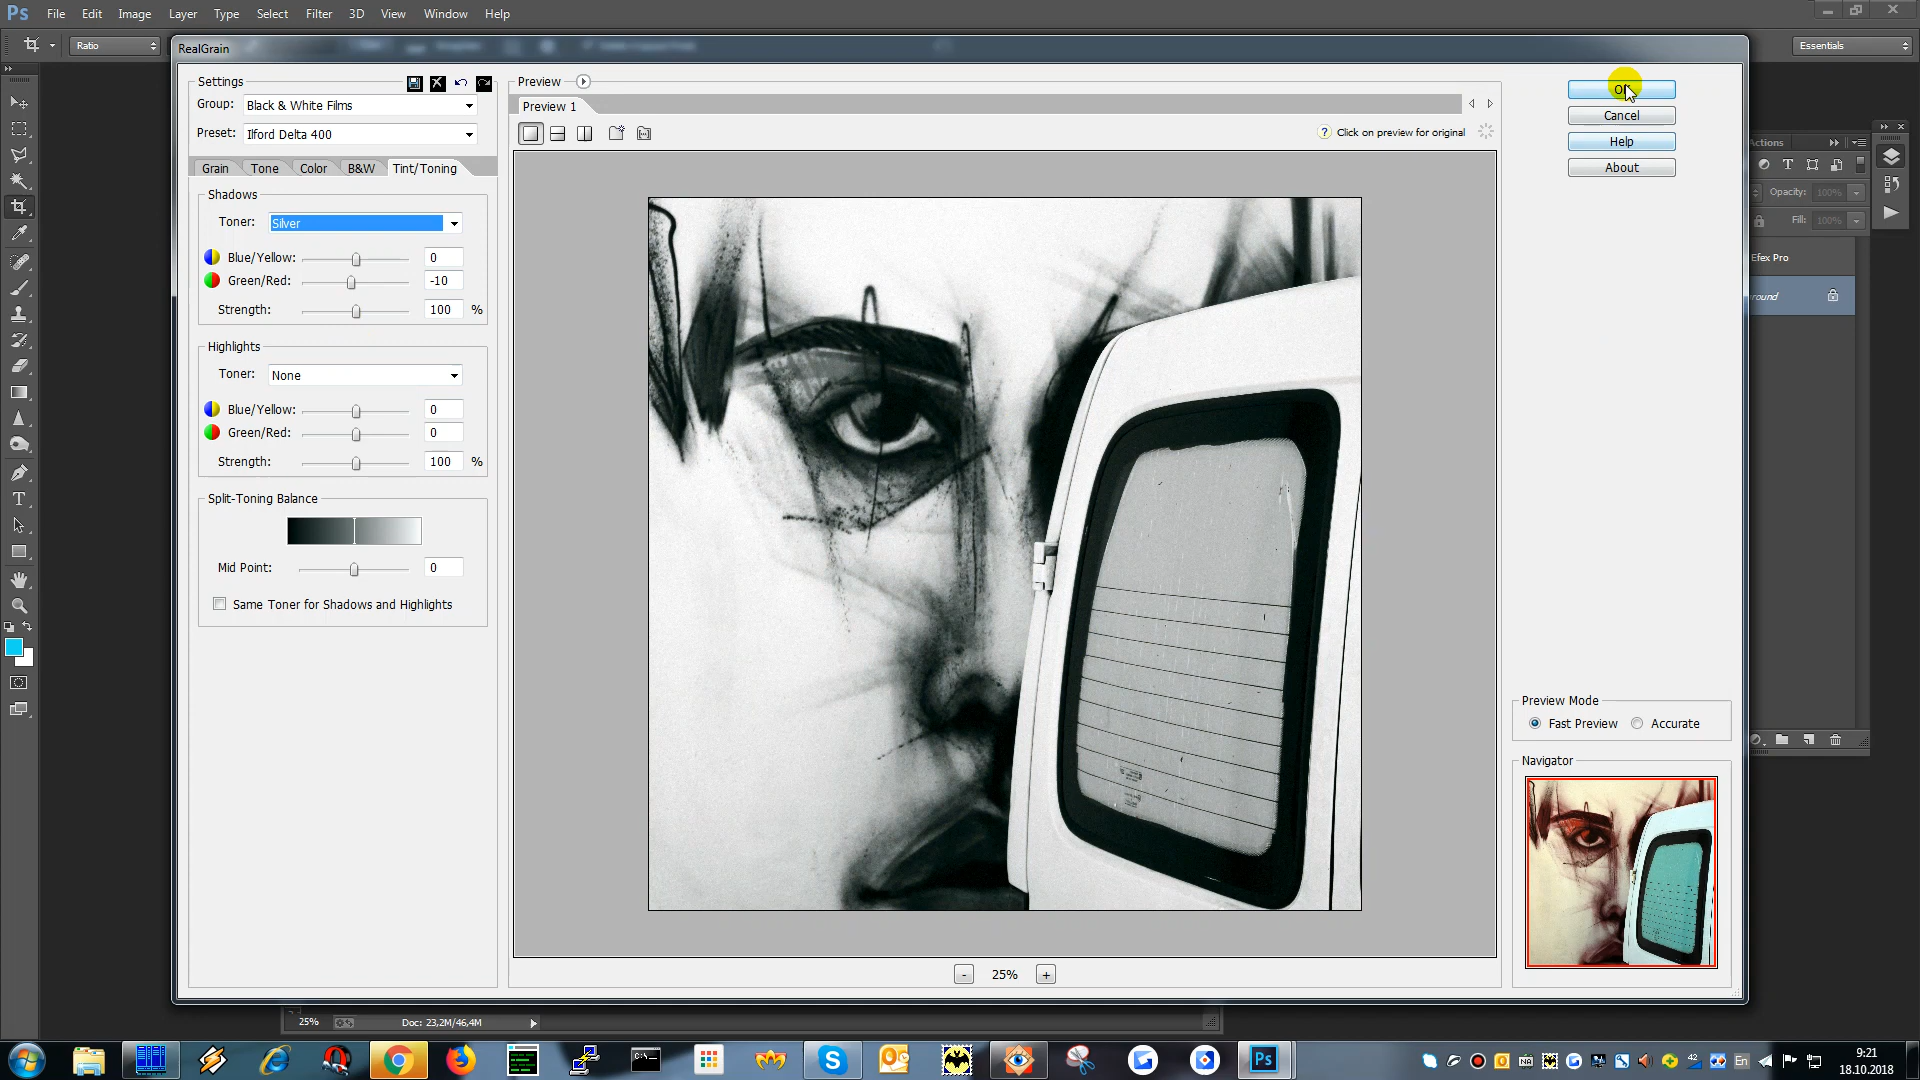 Ps File Edit Image Layer Type Select Filter 3D View Window Help
Ratio
Essentials
RealGrain
Settings
Group: Black & White Films
Preset: Ilford Delta 400
Grain Tone Color B&W Tint/Toning
Shadows
Toner: Silver
Blue/Yellow: 0
Green/Red: -10
Strength: 100 %
Highlights
Toner: None
Blue/Yellow: 0
Green/Red: 0
Strength: 100 %
Split-Toning Balance
Mid Point: 0
Same Toner for Shadows and Highlights
Preview
Preview 1
? Click on preview for original
- 25% +
Cancel
Help
About
Actions
Opacity: 100%
Fill: 100%
Efex Pro
Preview Mode
Fast Preview Accurate
Navigator
25% Doc: 23,2M/46,4M
C:\
Ps
42 En
9:21
18.10.2018